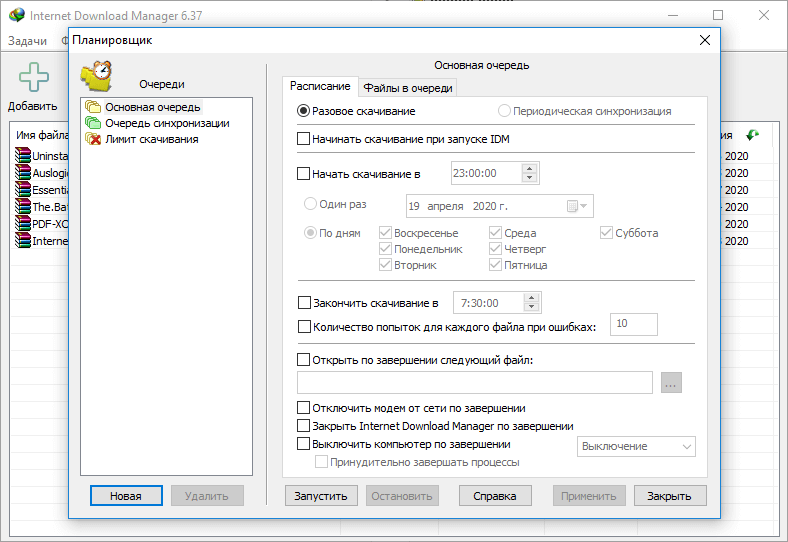 Internet Download Manager 6.37
Задачи
Добавить
Имя файла
Uninsta
Auslogic
Essentia
The.Bat
PDF-XC
Interne
2020
2020
2020
2020
2020
2020
Планировщик
Очереди
Основная очередь
Очередь синхронизации
Лимит скачивания
Новая
Удалить
Основная очередь
Расписание
Файлы в очереди
Разовое скачивание
Периодическая синхронизация
Начинать скачивание при запуске IDM
Начать скачивание в
23:00:00
Один раз
19 апреля 2020 г.
По дням
Воскресенье
Среда
Суббота
Понедельник
Четверг
Вторник
Пятница
Закончить скачивание в
7:30:00
Количество попыток для каждого файла при ошибках:
10
Открыть по завершении следующий файл:
...
Отключить модем от сети по завершении
Закрыть Internet Download Manager по завершении
Выключить компьютер по завершении
Выключение
Принудительно завершать процессы
Запустить
Остановить
Справка
Применить
Закрыть